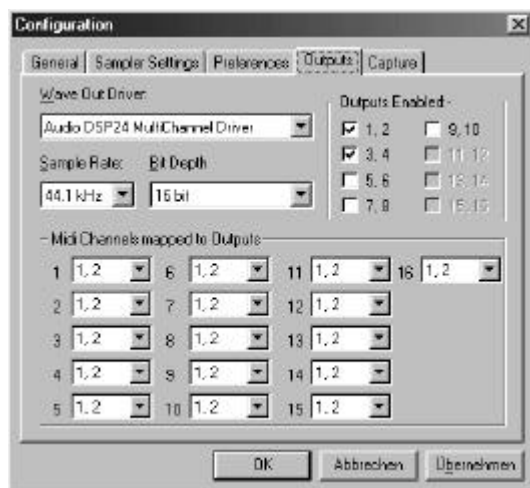 Configuration
General Sampler Settings Preferences Outputs Capture
Wave Out Driver:
Audio DSP24 MultiChannel Driver
Sample Rate: Bit Depth
44.1 kHz 16 bit
Outputs Enabled:
1, 2 9, 10
3, 4 11, 12
5, 6 13, 14
7, 8 15, 16
Midi Channels mapped to Outputs
1 1, 2 6 1, 2 11 1, 2 16 1, 2
2 1, 2 7 1, 2 12 1, 2
3 1, 2 8 1, 2 13 1, 2
4 1, 2 9 1, 2 14 1, 2
5 1, 2 10 1, 2 15 1, 2
OK Abbrechen Übernehmen